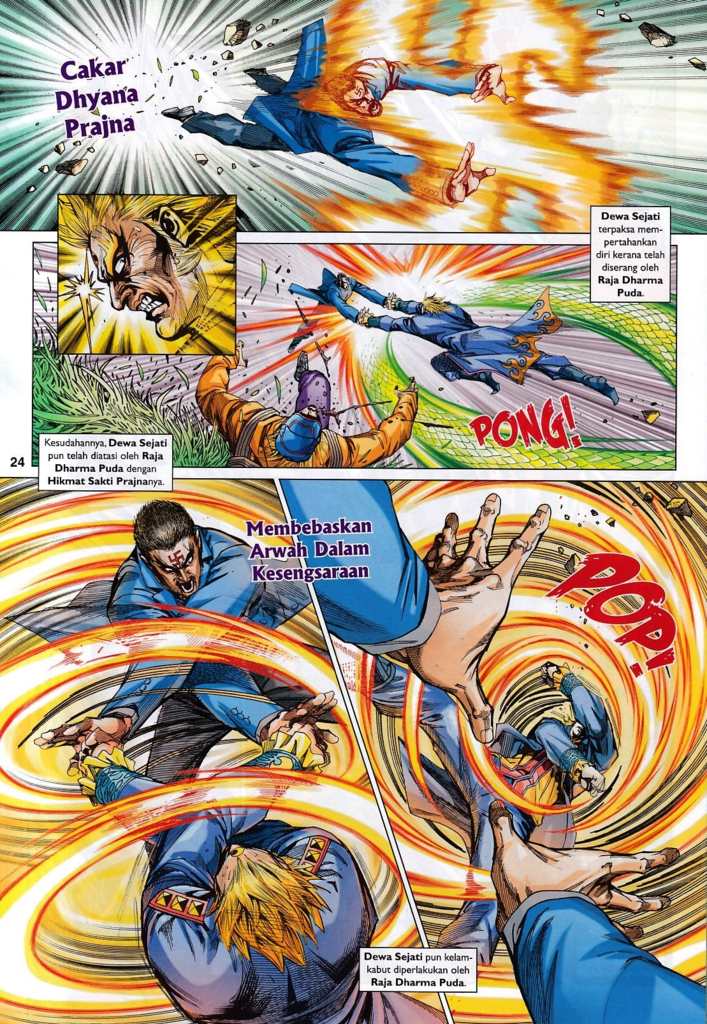 Cakar
Dhyana
Prajna
Dewa Sejati
terpaksa mem-
pertahankan
diri kerana telah
diserang oleh
Raja Dharma
Puda.
PONG!
24
Kesudahannya, Dewa Sejati
pun telah diatasi oleh Raja
Dharma Puda dengan
Hikmat Sakti Prajnanya.
Membebaskan
Arwah Dalam
Kesengsaraan
POP!
Dewa Sejati pun kelam-
kabut diperlakukan oleh
Raja Dharma Puda.